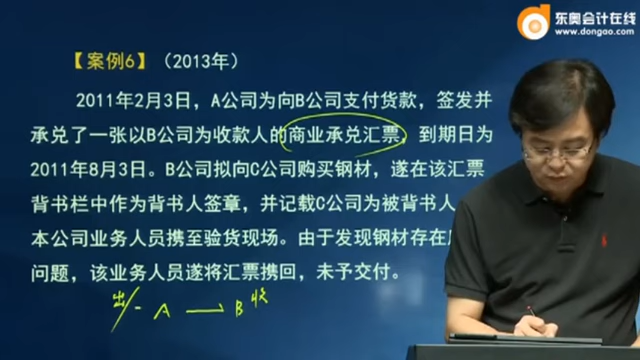 东奥会计在线
www.dongao.com
【案例6】（2013年）
2011年2月3日，A公司为向B公司支付货款，签发并
承兑了一张以B公司为收款人的商业承兑汇票，到期日为
2011年8月3日。B公司拟向C公司购买钢材，遂在该汇票
背书栏中作为背书人签章，并记载C公司为被背书人
本公司业务人员携至验货现场。由于发现钢材存在
问题，该业务人员遂将汇票携回，未予交付。
出 A → B 收